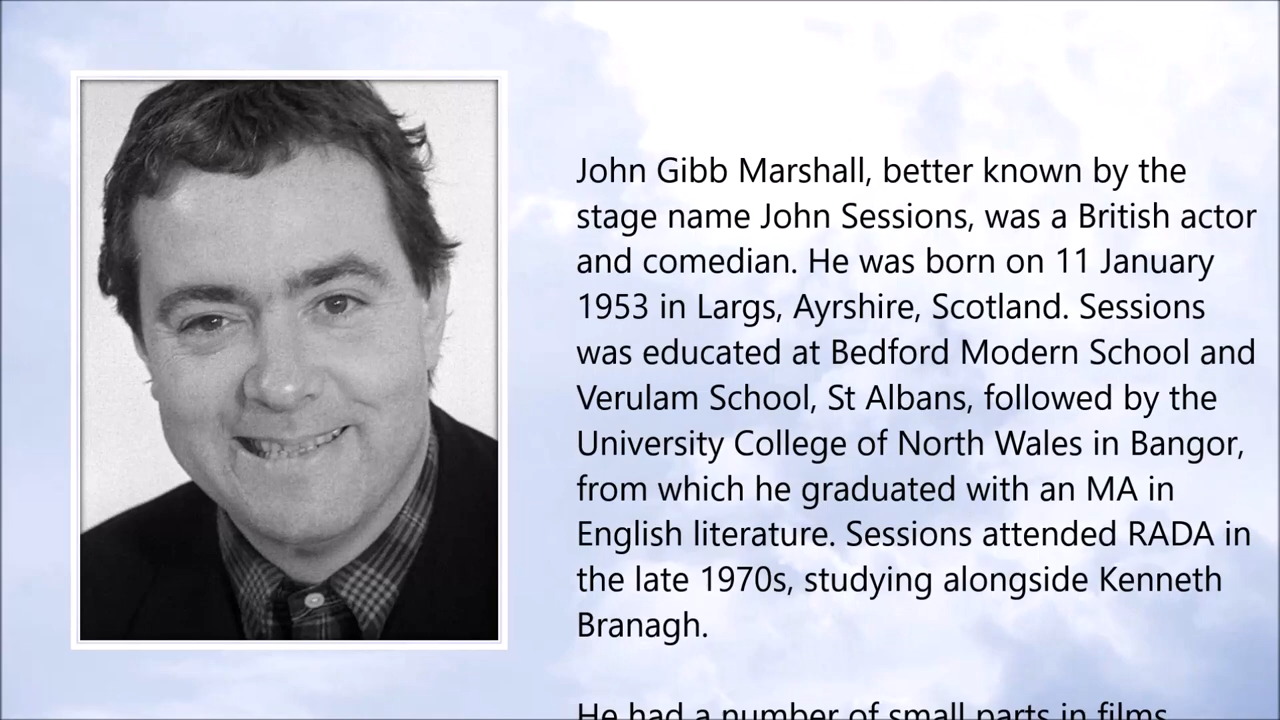 John Gibb Marshall, better known by the
stage name John Sessions, was a British actor
and comedian. He was born on 11 January
1953 in Largs, Ayrshire, Scotland. Sessions
was educated at Bedford Modern School and
Verulam School, St Albans, followed by the
University College of North Wales in Bangor,
from which he graduated with an MA in
English literature. Sessions attended RADA in
the late 1970s, studying alongside Kenneth
Branagh.
He had a number of small parts in films